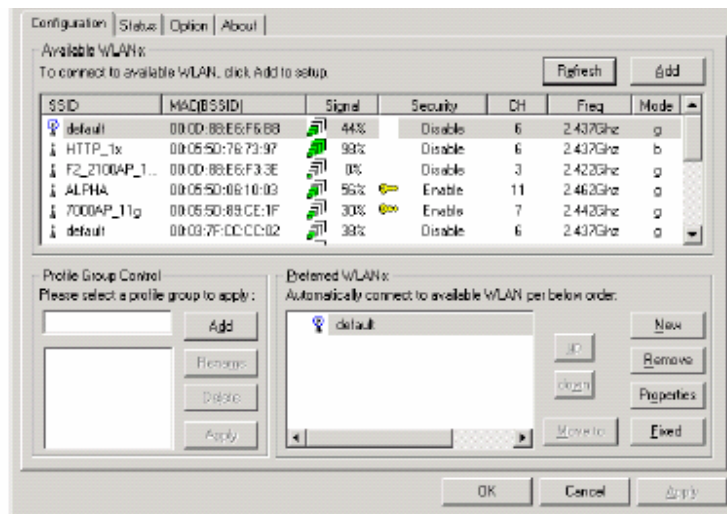 Configuration Status Option About
Available WLANs
To connect to available WLAN, click Add to setup.
Refresh Add
SSID MAC(BSSID) Signal Security CH Freq Mode
default 00:0D:88:E6:F6:B8 44% Disable 6 2.437Ghz g
HTTP_1x 00:05:5D:76:73:97 98% Disable 6 2.437Ghz b
F2_2100AP_1... 00:0D:88:E6:F3:3E 0% Disable 3 2.422Ghz g
ALPHA 00:05:5D:06:10:03 56% Enable 11 2.462Ghz g
7000AP_11g 00:05:5D:89:CE:1F 30% Enable 7 2.442Ghz g
default 00:03:7F:CC:CC:02 38% Disable 6 2.437Ghz g
Profile Group Control
Please select a profile group to apply :
Add
Rename
Delete
Apply
Preferred WLANs
Automatically connect to available WLAN per below order.
default
up
down
Move to
New
Remove
Properties
Fixed
OK Cancel Apply